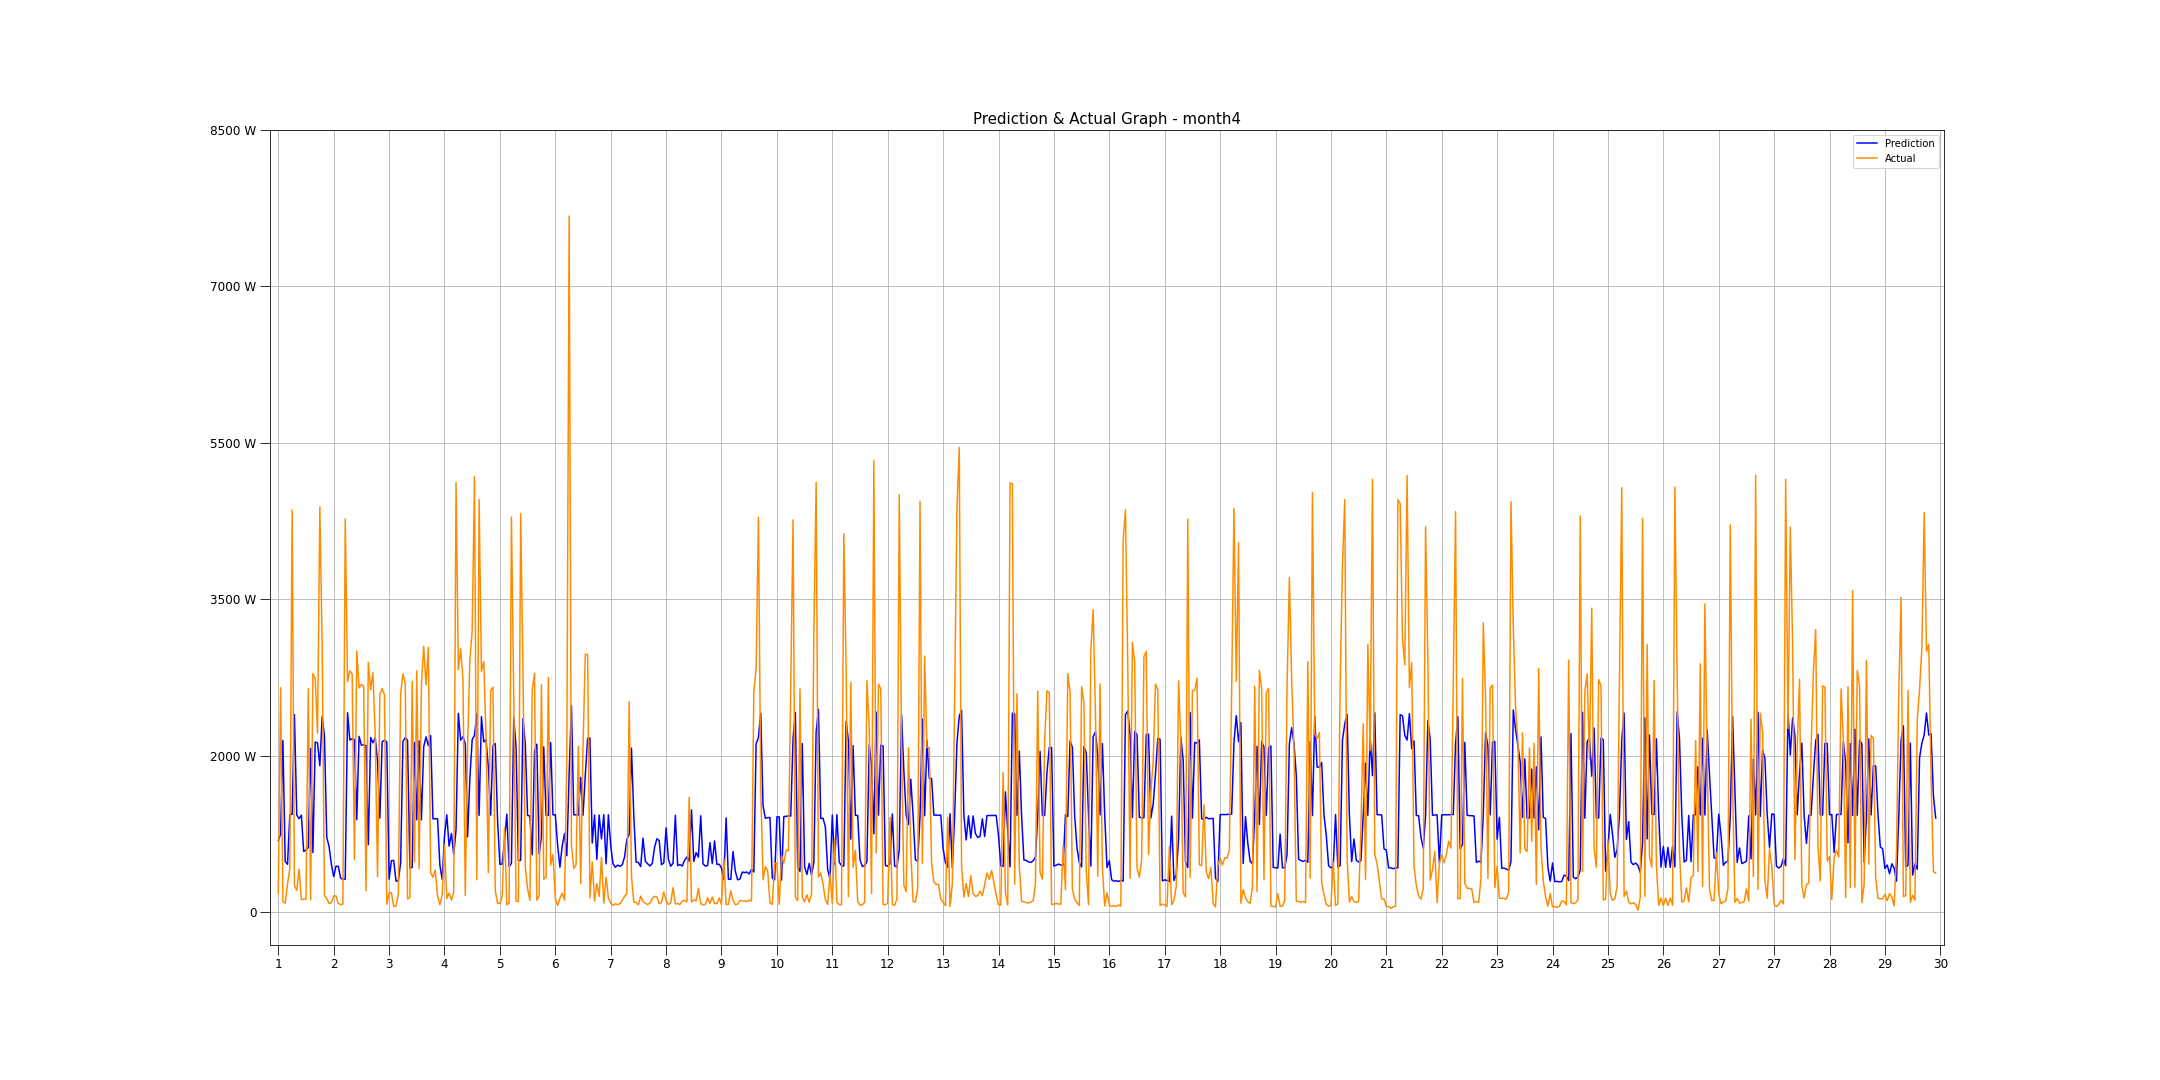 Prediction & Actual Graph - month4
8500 W
7000 W
5500 W
3500 W
2000 W
0
Prediction
Actual
1 2 3 4 5 6 7 8 9 10 11 12 13 14 15 16 17 18 19 20 21 22 23 24 25 26 27 27 28 29 30